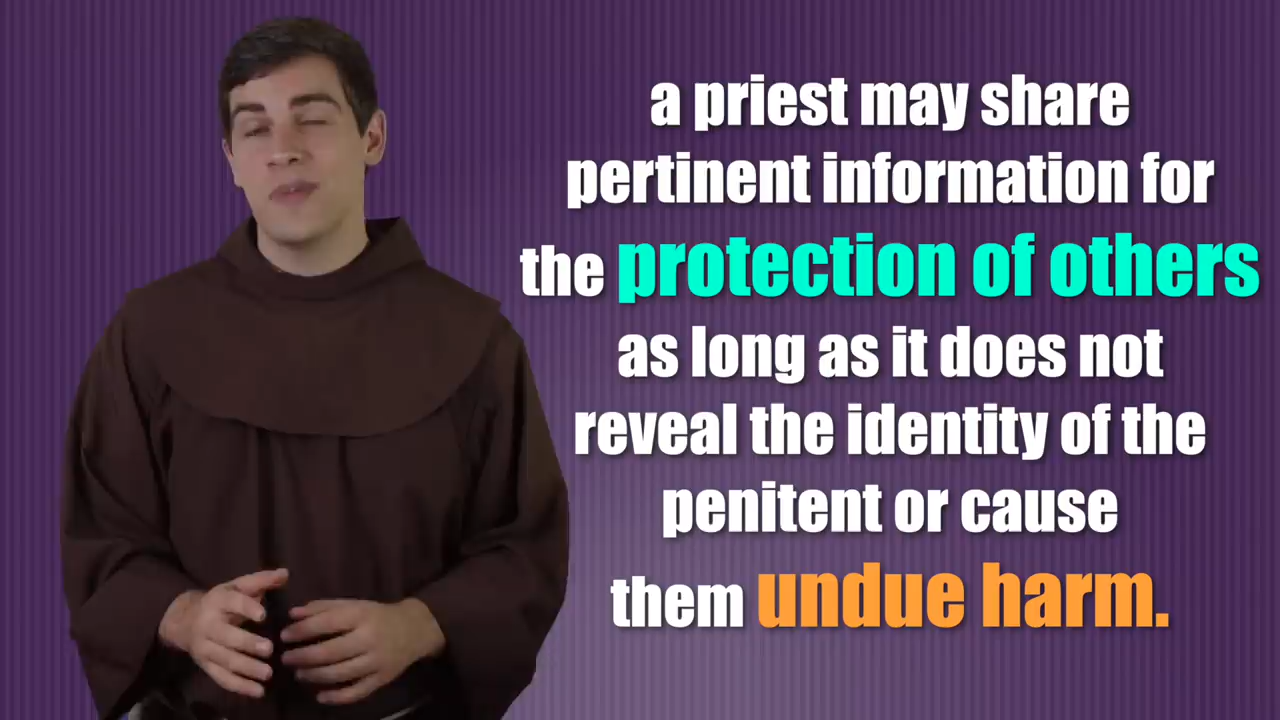 a priest may share
pertinent information for
the protection of others
as long as it does not
reveal the identity of the
penitent or cause
them undue harm.